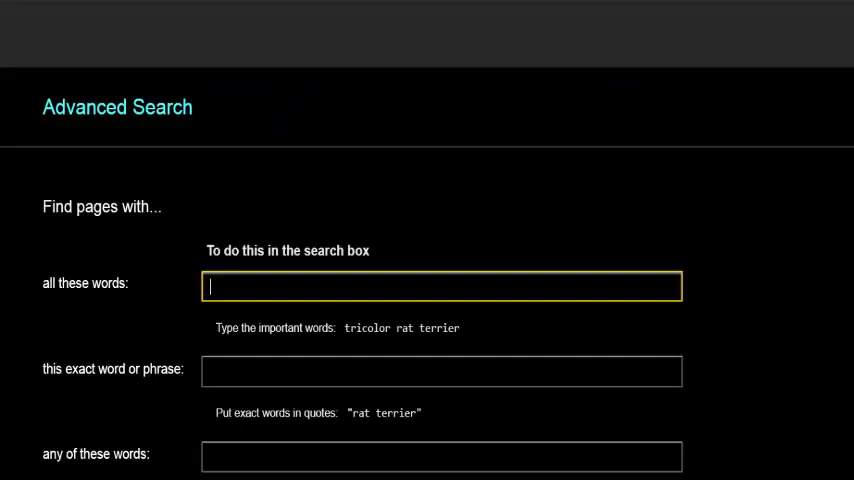 Advanced Search
Find pages with...
To do this in the search box
all these words:
Type the important words: tricolor rat terrier
this exact word or phrase:
Put exact words in quotes: "rat terrier"
any of these words: